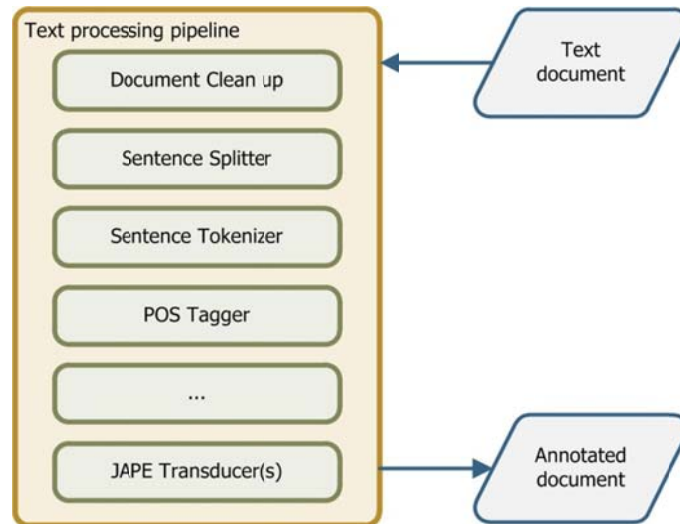 Text processing pipeline
Document Clean up
Sentence Splitter
Sentence Tokenizer
POS Tagger
...
JAPE Transducer(s)
Text
document
Annotated
document